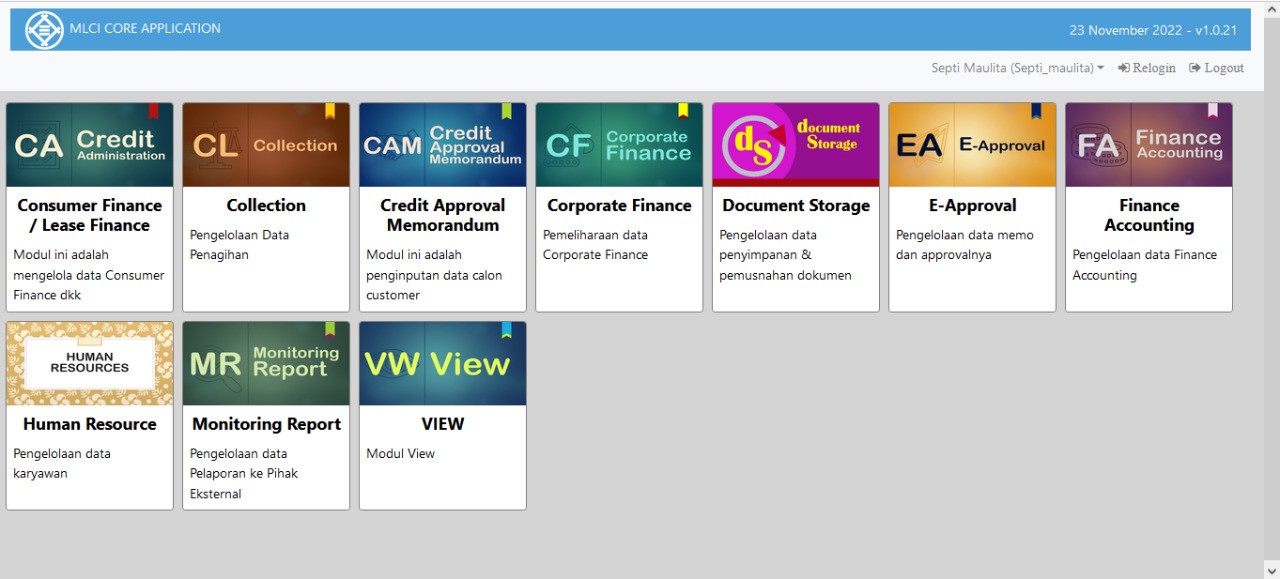 MLCI CORE APPLICATION
23 November 2022 - v1.0.21
Septi Maulita (Septi_maulita)
Relogin
Logout
CA Credit
Administration
Consumer Finance
/ Lease Finance
Modul ini adalah
mengelola data Consumer
Finance dkk
CL Collection
Collection
Pengelolaan Data
Penagihan
CAM Credit
Approval
Memorandum
Credit Approval
Memorandum
Modul ini adalah
penginputan data calon
customer
CF Corporate
Finance
Corporate Finance
Pemeliharaan data
Corporate Finance
dS document
Storage
Document Storage
Pengelolaan data
penyimpanan &
pemusnahan dokumen
EA E-Approval
E-Approval
Pengelolaan data memo
dan approvalnya
FA Finance
Accounting
Finance
Accounting
Pengelolaan data Finance
Accounting
HUMAN
RESOURCES
Human Resource
Pengelolaan data
karyawan
MR Monitoring
Report
Monitoring Report
Pengelolaan data
Pelaporan ke Pihak
Eksternal
VW View
VIEW
Modul View